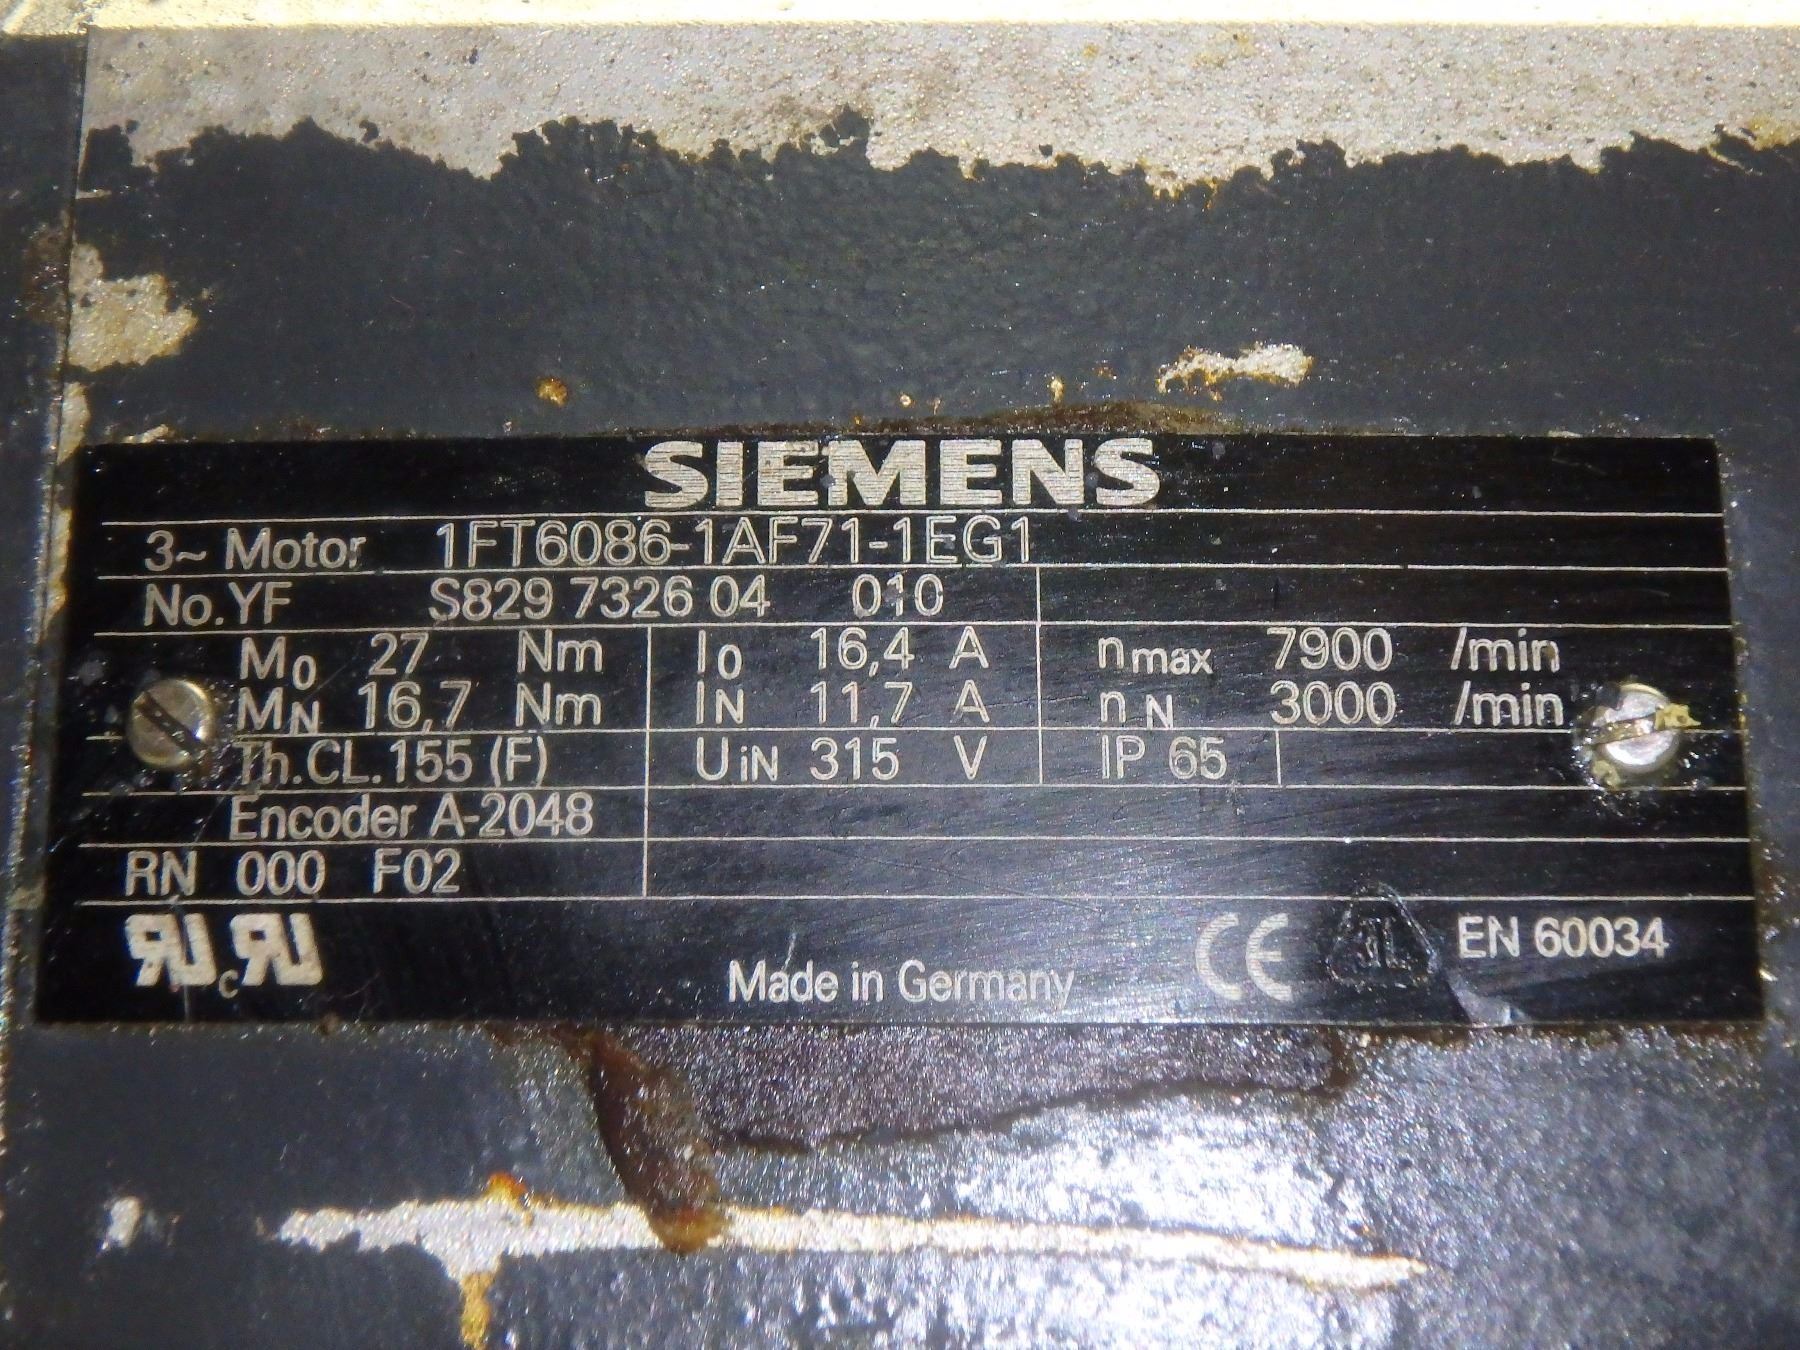 SIEMENS
3~ Motor 1FT6086-1AF71-1EG1
No. YF S829 7326 04 010
M0 27 Nm I0 16,4 A nmax 7900 /min
MN 16,7 Nm IN 11,7 A nN 3000 /min
Th.CL.155 (F) UiN 315 V IP 65
Encoder A-2048
RN 000 F02
Made in Germany CE EN 60034